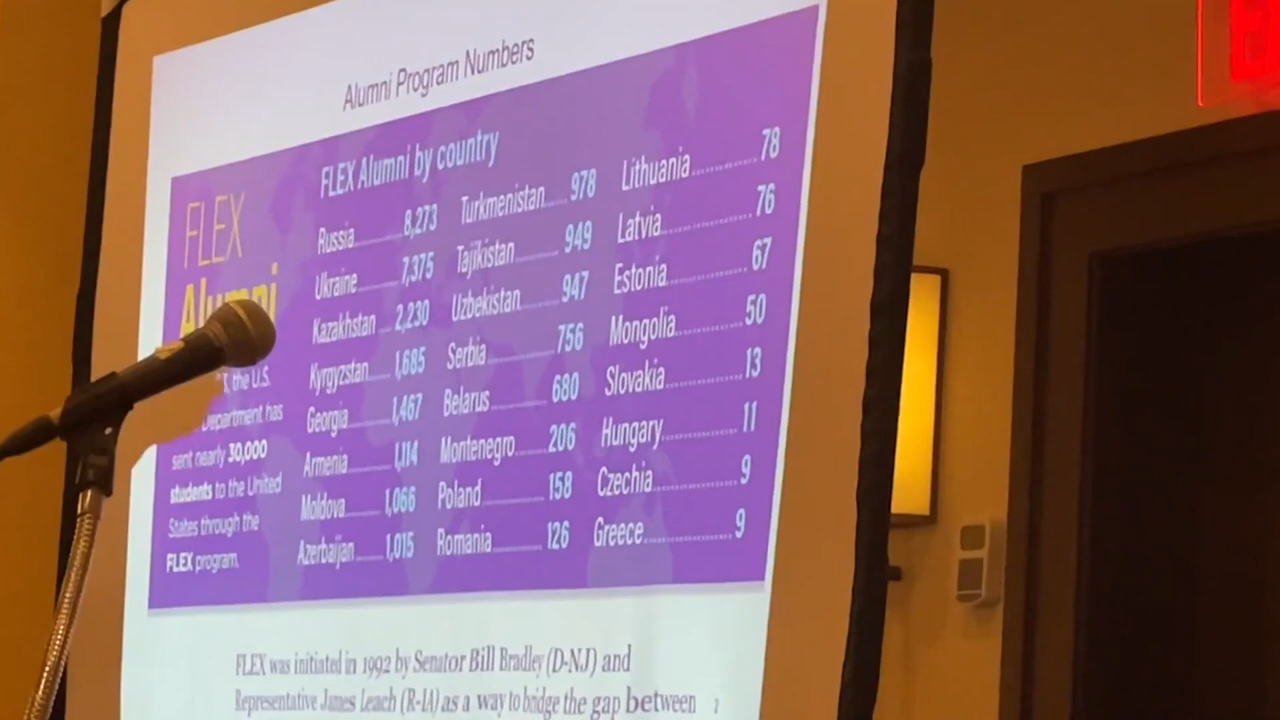 Alumni Program Numbers
FLEX
Alumni
the U.S.
Department has
sent nearly 30,000
students to the United
States through the
FLEX program.
FLEX Alumni by country
Russia 8,273
Ukraine 7,375
Kazakhstan 2,230
Kyrgyzstan 1,685
Georgia 1,467
Armenia 1,114
Moldova 1,066
Azerbaijan 1,015
Turkmenistan 978
Tajikistan 949
Uzbekistan 947
Serbia 756
Belarus 680
Montenegro 206
Poland 158
Romania 126
Lithuania 78
Latvia 76
Estonia 67
Mongolia 50
Slovakia 13
Hungary 11
Czechia 9
Greece 9
FLEX was initiated in 1992 by Senator Bill Bradley (D-NJ) and
Representative James Leach (R-IA) as a way to bridge the gap between